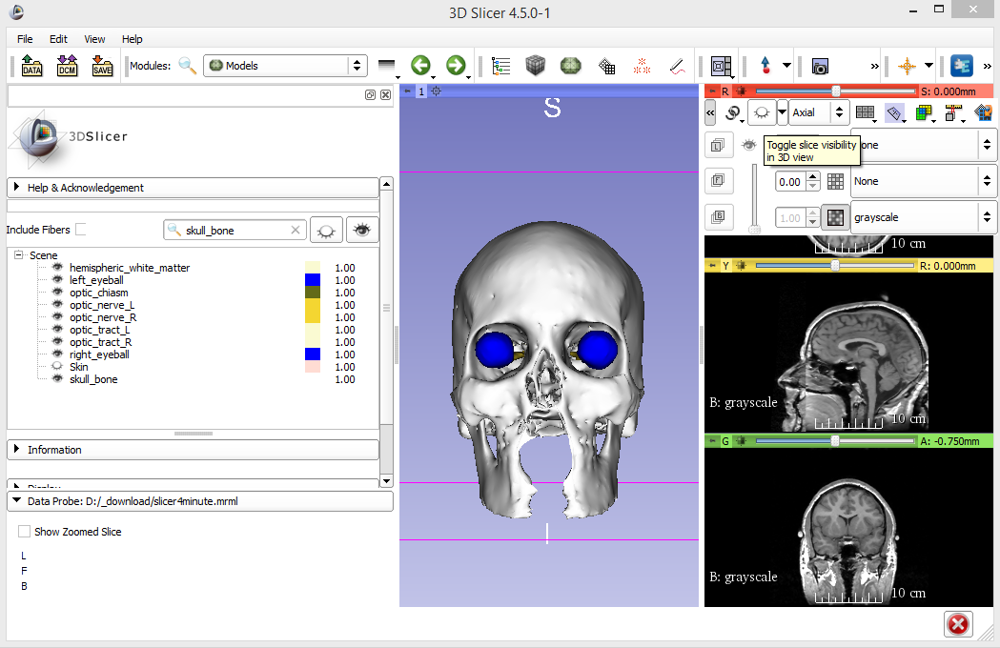 3D Slicer 4.5.0-1
File Edit View Help
DATA DCM SAVE Modules: Models
1
S
R S: 0.000mm
Axial
Toggle slice visibility
in 3D view
one
L
F 0.00 None
B 1.00 grayscale
3DSlicer
Help & Acknowledgement
Include Fibers skull_bone
Scene
hemispheric_white_matter 1.00
left_eyeball 1.00
optic_chiasm 1.00
optic_nerve_L 1.00
optic_nerve_R 1.00
optic_tract_L 1.00
optic_tract_R 1.00
right_eyeball 1.00
Skin 1.00
skull_bone 1.00
Information
Display
Data Probe: D:/_download/slicer4minute.mrml
Show Zoomed Slice
L
F
B
I
10 cm
Y R: 0.000mm
B: grayscale
10 cm
G A: -0.750mm
B: grayscale
10 cm